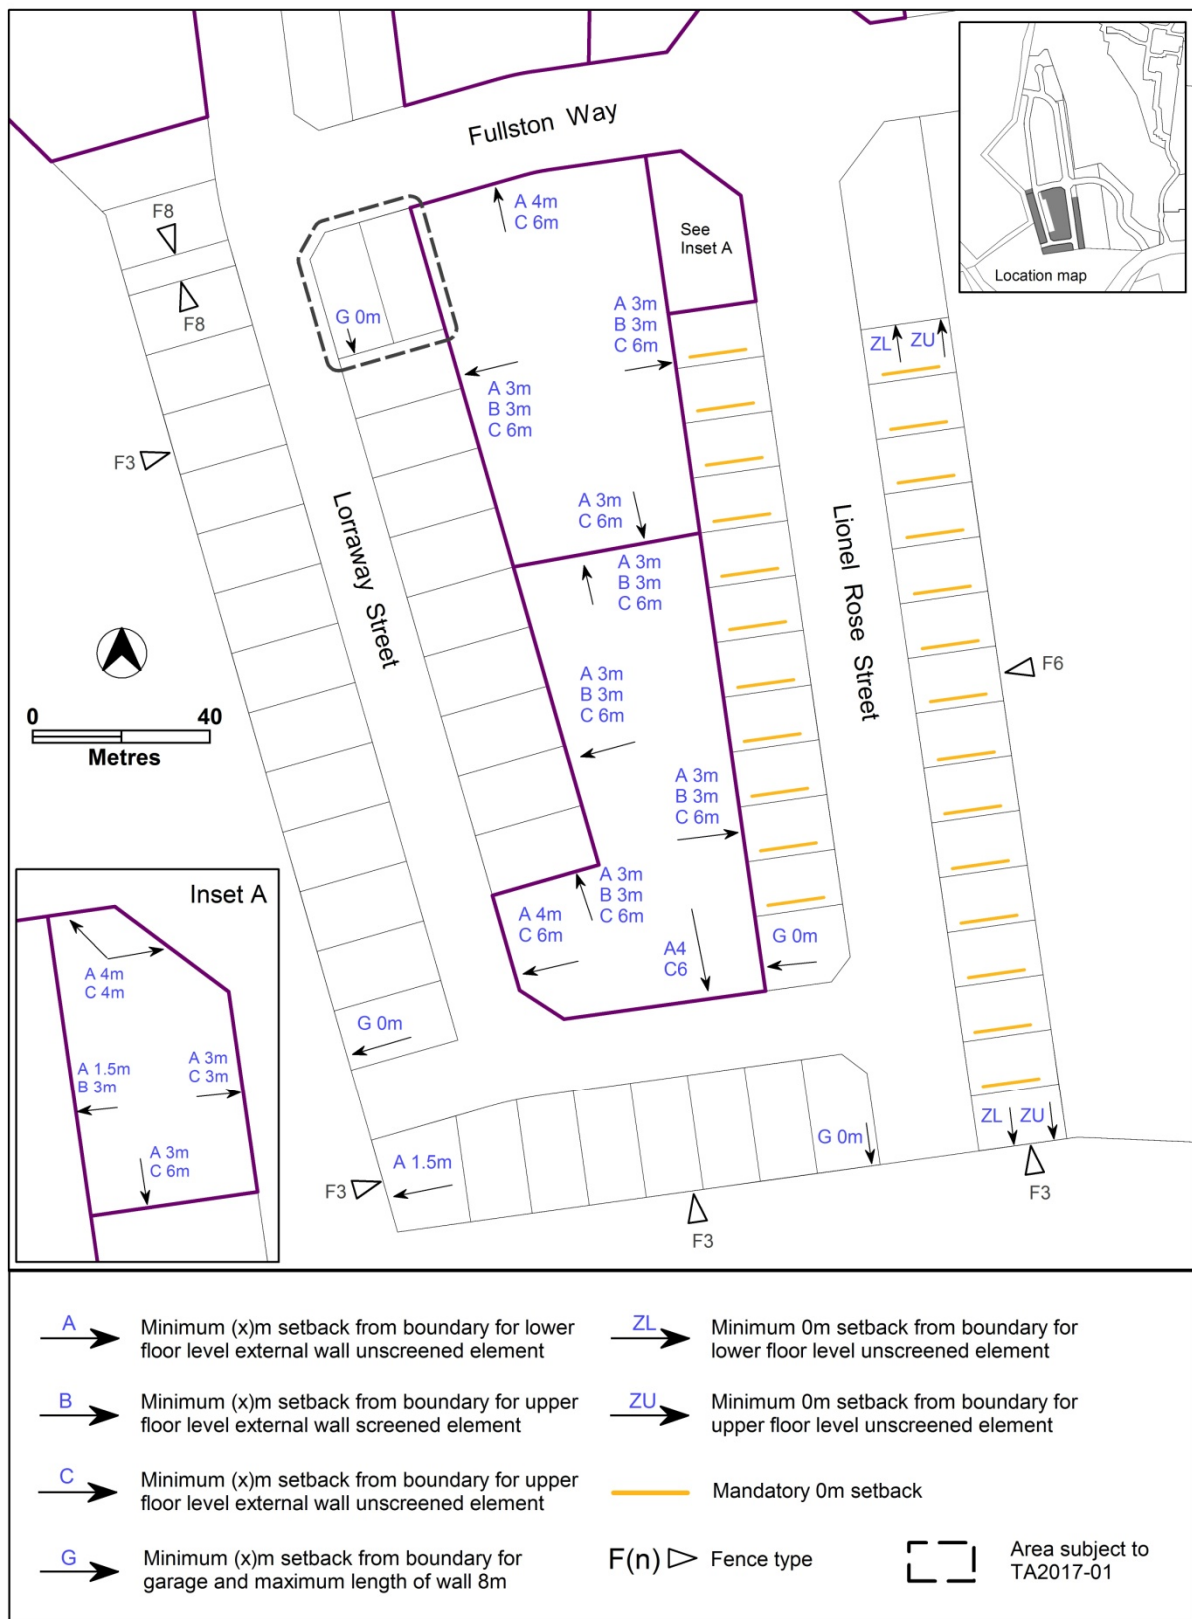 Fullston Way
F8
F8
A 4m
C 6m
See
Inset A
Location map
G 0m
A 3m
B 3m
C 6m
ZL
ZU
A 3m
B 3m
C 6m
F3
A 3m
C 6m
Lorraway Street
Lionel Rose Street
A 3m
B 3m
C 6m
F6
A 3m
B 3m
C 6m
0
40
Metres
A 3m
B 3m
C 6m
A 3m
B 3m
C 6m
A 4m
C 6m
A4
C6
G 0m
G 0m
Inset A
A 4m
C 4m
A 1.5m
B 3m
A 3m
C 3m
A 3m
C 6m
ZL
ZU
G 0m
A 1.5m
F3
F3
F3
A
Minimum (x)m setback from boundary for lower
floor level external wall unscreened element
B
Minimum (x)m setback from boundary for upper
floor level external wall screened element
C
Minimum (x)m setback from boundary for upper
floor level external wall unscreened element
G
Minimum (x)m setback from boundary for
garage and maximum length of wall 8m
ZL
Minimum 0m setback from boundary for
lower floor level unscreened element
ZU
Minimum 0m setback from boundary for
upper floor level unscreened element
Mandatory 0m setback
F(n)
Fence type
Area subject to
TA2017-01